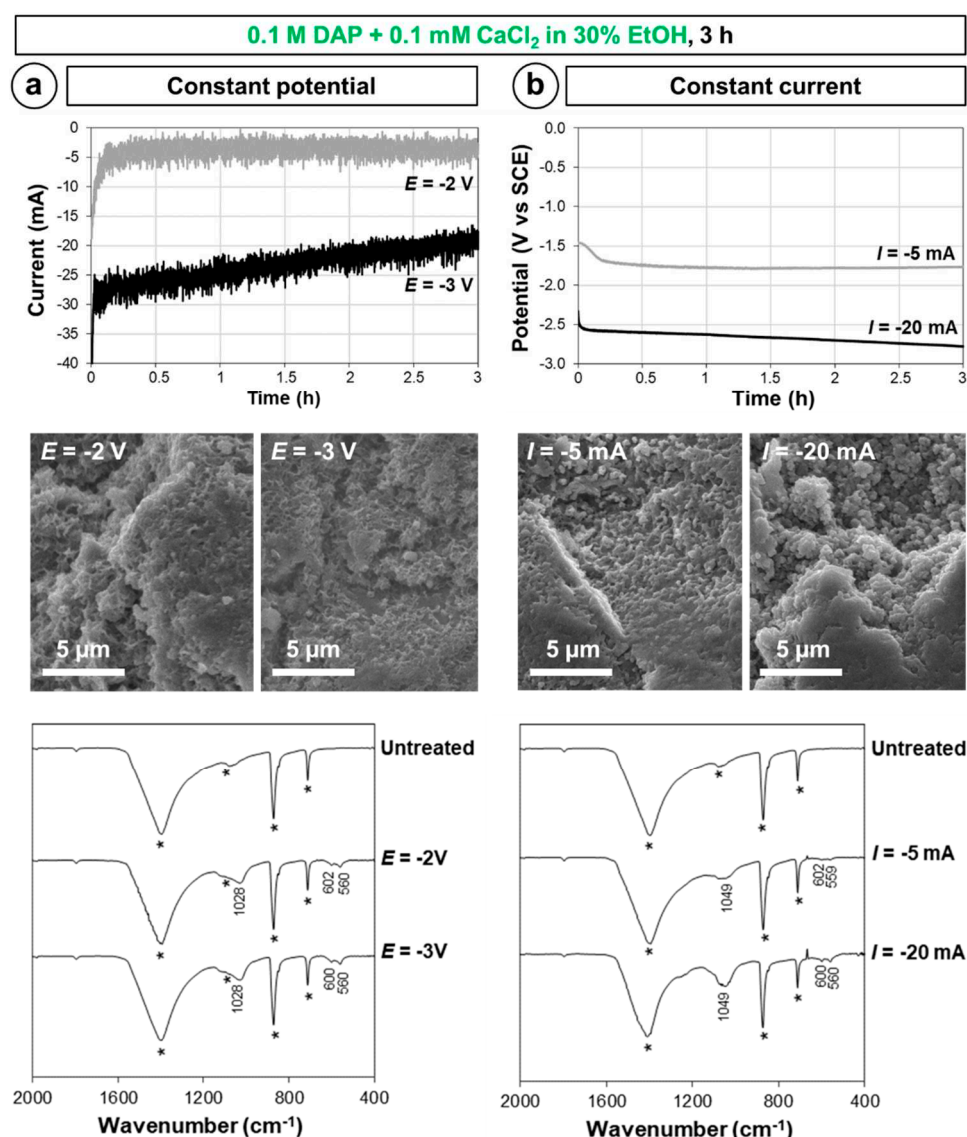 0.1 M DAP + 0.1 mM CaCl₂ in 30% EtOH, 3 h
a
Constant potential
b
Constant current
Current (mA)
0
-5
-10
-15
-20
-25
-30
-35
-40
E = -2 V
E = -3 V
0 0.5 1 1.5 2 2.5 3
Time (h)
Potential (V vs SCE)
0.0
-0.5
-1.0
-1.5
-2.0
-2.5
-3.0
I = -5 mA
I = -20 mA
0 0.5 1 1.5 2 2.5 3
Time (h)
E = -2 V
5 µm
E = -3 V
5 µm
I = -5 mA
5 µm
I = -20 mA
5 µm
Untreated
* * * *
E = -2V
* * 1028 * * 602 560
E = -3V
* * 1028 * * 600 560
2000 1600 1200 800 400
Wavenumber (cm⁻¹)
Untreated
* * * *
I = -5 mA
* 1049 * * 602 559
I = -20 mA
* 1049 * * 600 560
2000 1600 1200 800 400
Wavenumber (cm⁻¹)